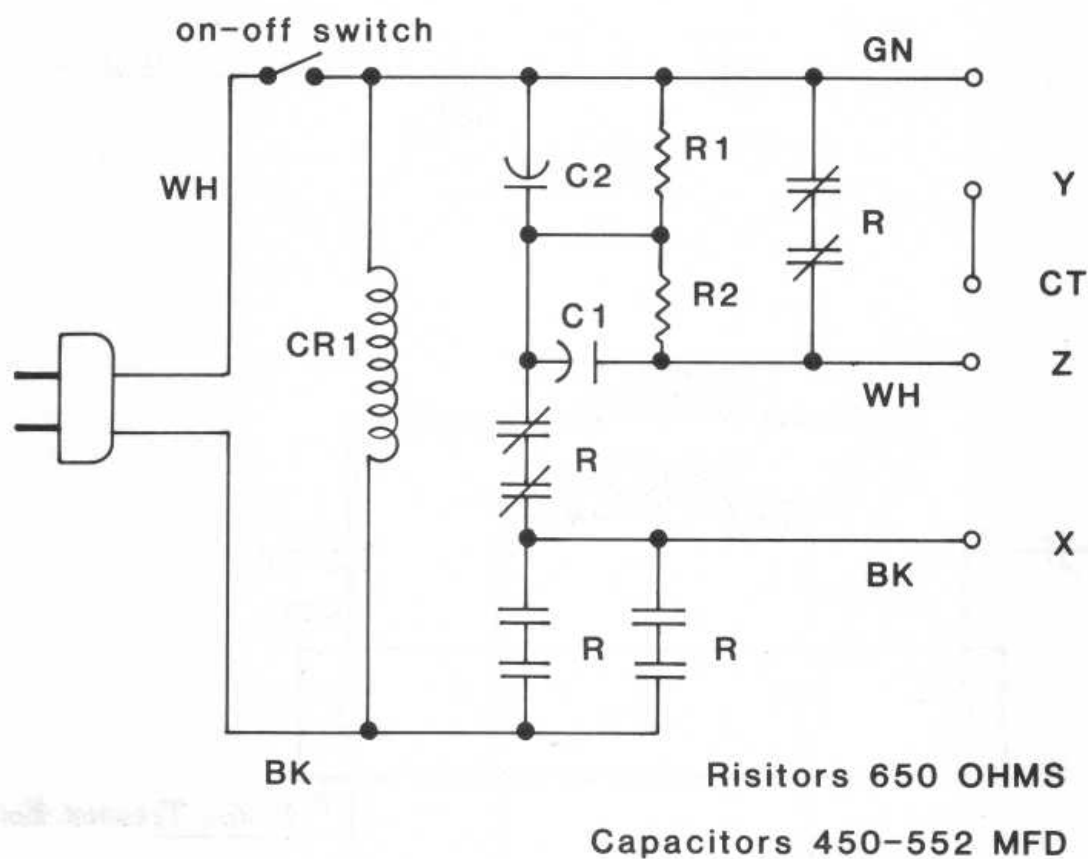 on-off switch
GN
WH
C2
R1
R
Y
CT
R2
C1
CR1
Z
WH
R
X
BK
R
R
BK
Risitors 650 OHMS
Capacitors 450-552 MFD